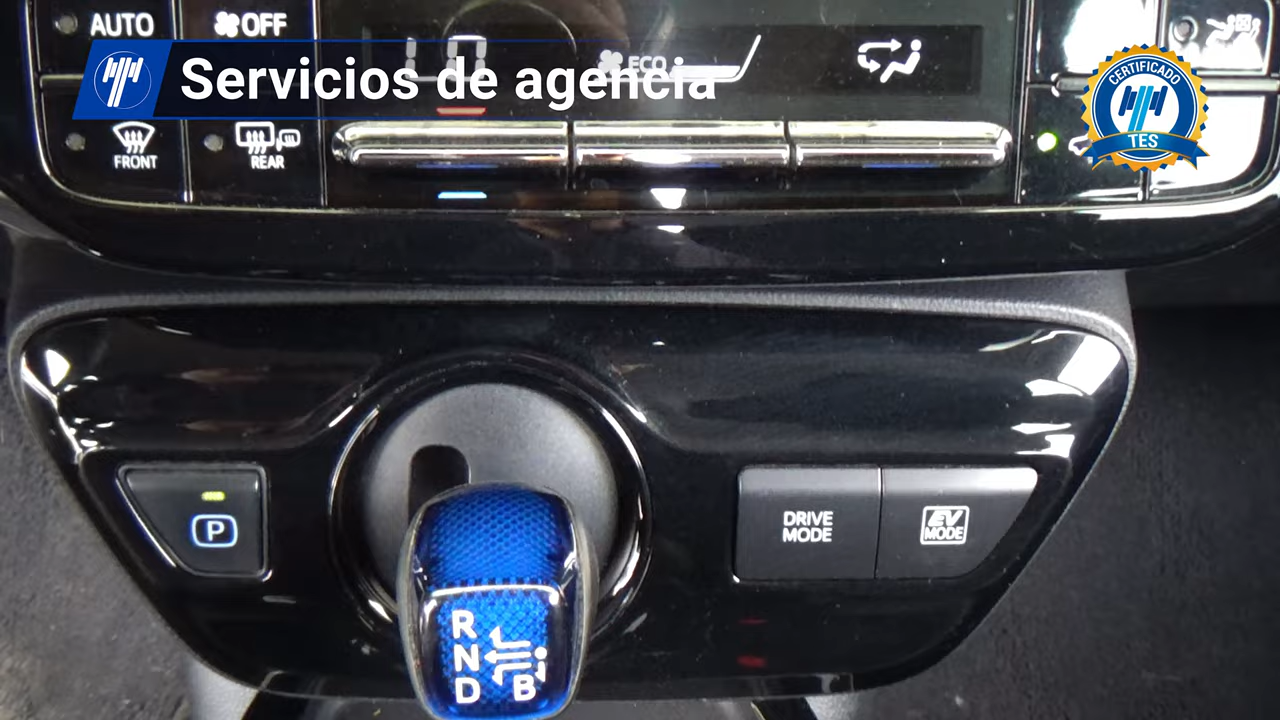 AUTO
OFF
Servicios de agencia
ECO
CERTIFICADO
TES
FRONT
REAR
P
DRIVE
MODE
EV
MODE
R
N
D
B